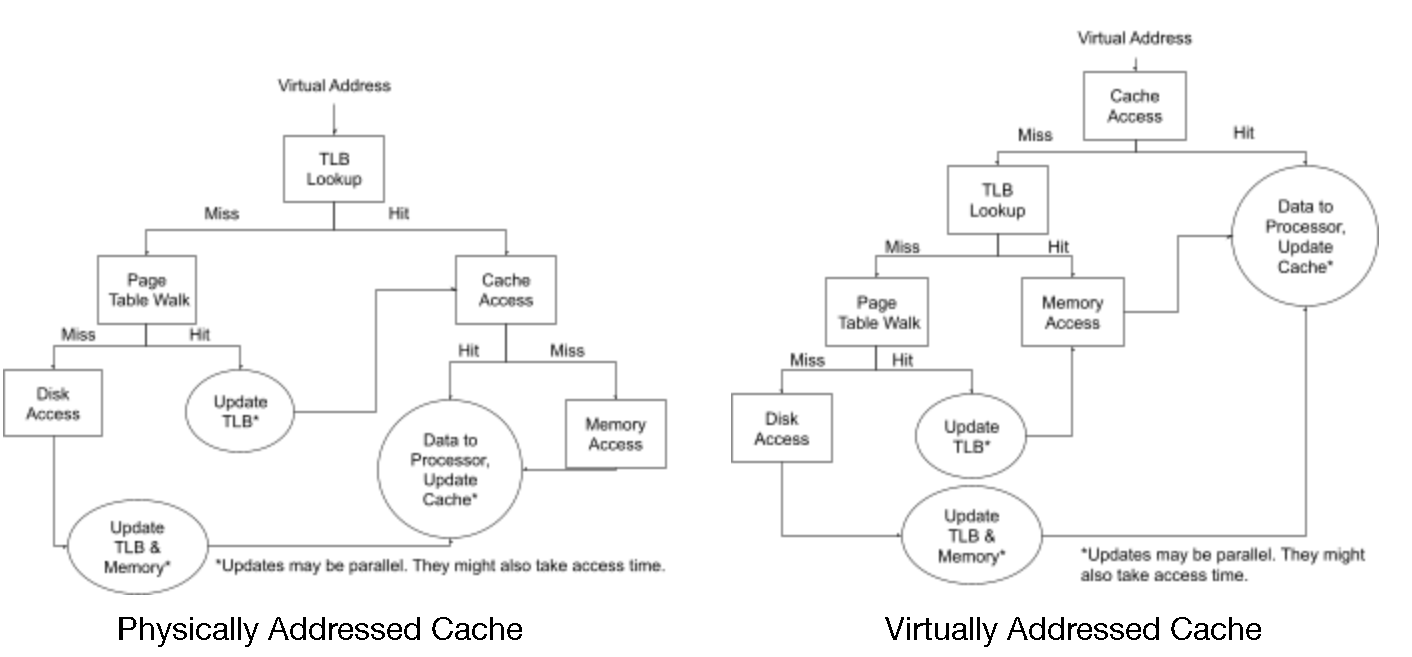 Virtual Address
TLB
Lookup
Miss
Hit
Page
Table Walk
Cache
Access
Miss
Hit
Hit
Miss
Disk
Access
Update
TLB*
Data to
Processor,
Update
Cache*
Memory
Access
Update
TLB &
Memory*
*Updates may be parallel. They might also take access time.
Physically Addressed Cache
Virtual Address
Cache
Access
Miss
Hit
TLB
Lookup
Data to
Processor,
Update
Cache*
Miss
Hit
Page
Table Walk
Memory
Access
Miss
Hit
Disk
Access
Update
TLB*
Update
TLB &
Memory*
*Updates may be parallel. They might
also take access time.
Virtually Addressed Cache